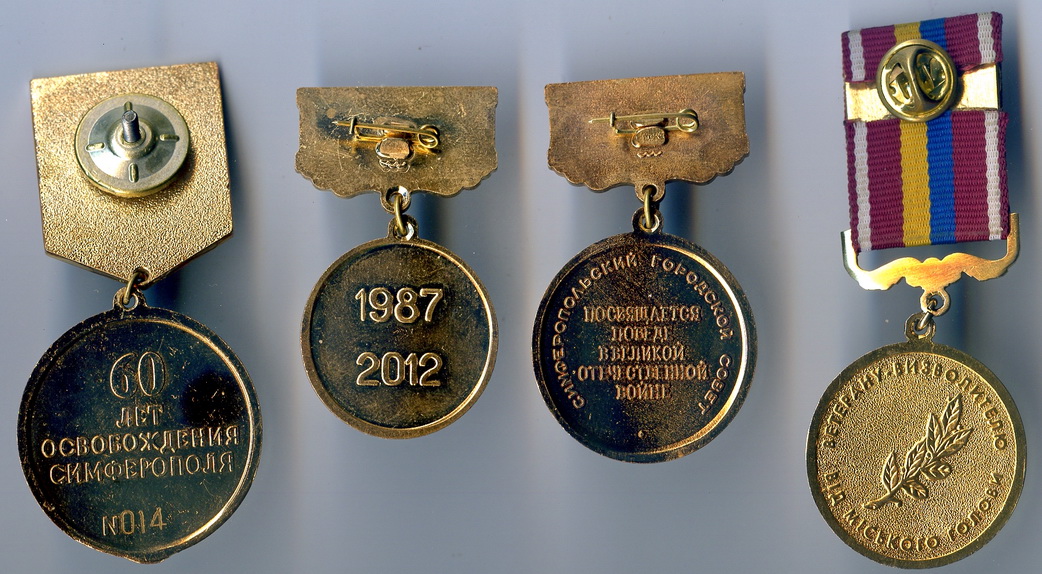 60
ЛЕТ
ОСВОБОЖДЕНИЯ
СИМФЕРОПОЛЯ
N014
1987
2012
СИМФЕРОПОЛЬСКИЙ ГОРОДСКОЙ СОВЕТ
ПОСВЯЩАЕТСЯ
ПОБЕДЕ
В ВЕЛИКОЙ
ОТЕЧЕСТВЕННОЙ
ВОЙНЕ
ВЕТЕРАНУ-ВИЗВОЛИТЕЛЮ
ВІД МІСЬКОГО ГОЛОВИ